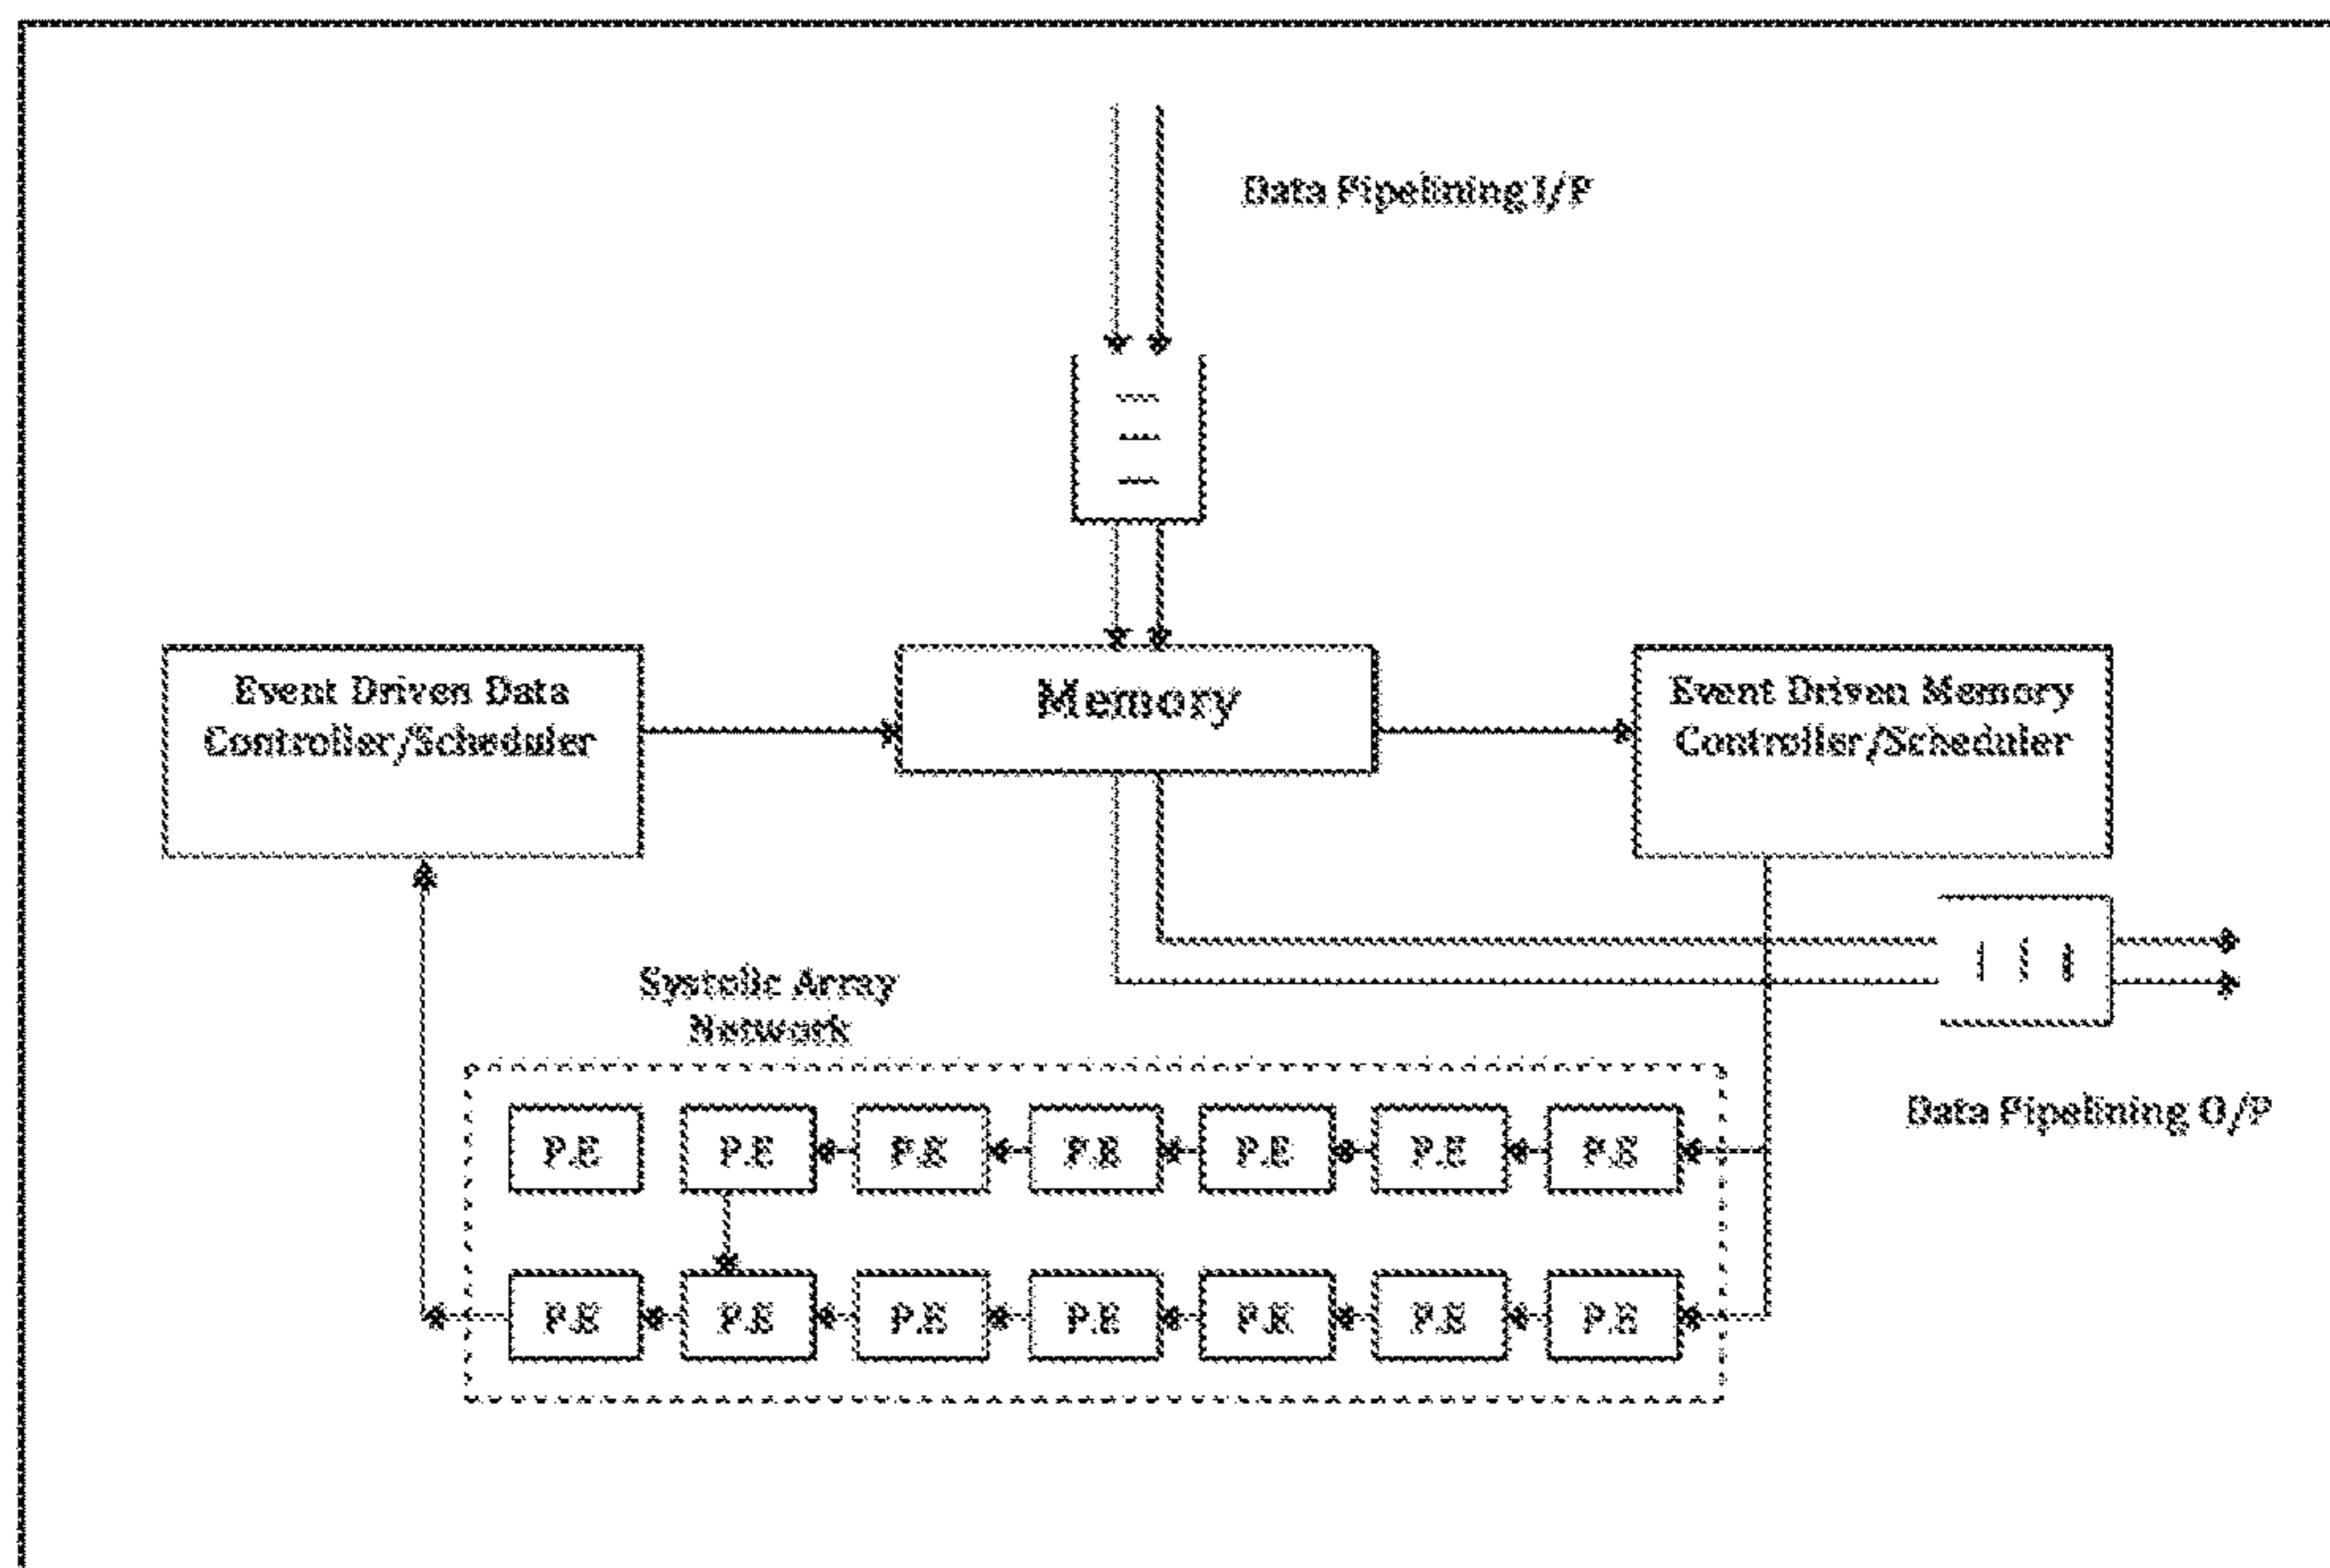 Data Pipelining I/P
Event Driven Data
Controller/Scheduler
Memory
Event Driven Memory
Controller/Scheduler
Systolic Array
Network
Data Pipelining O/P
P.E P.E P.E P.E P.E P.E P.E
P.E P.E P.E P.E P.E P.E P.E